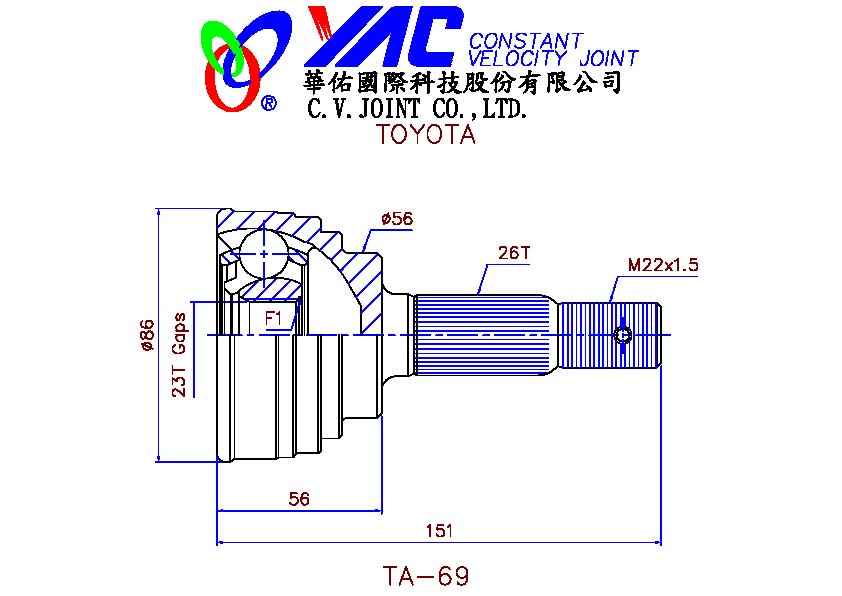 YAC
CONSTANT
VELOCITY JOINT
®
華佑國際科技股份有限公司
C.V.JOINT CO.,LTD.
TOYOTA
ø56
26T
M22x1.5
F1
ø86
23T Gaps
56
151
TA-69